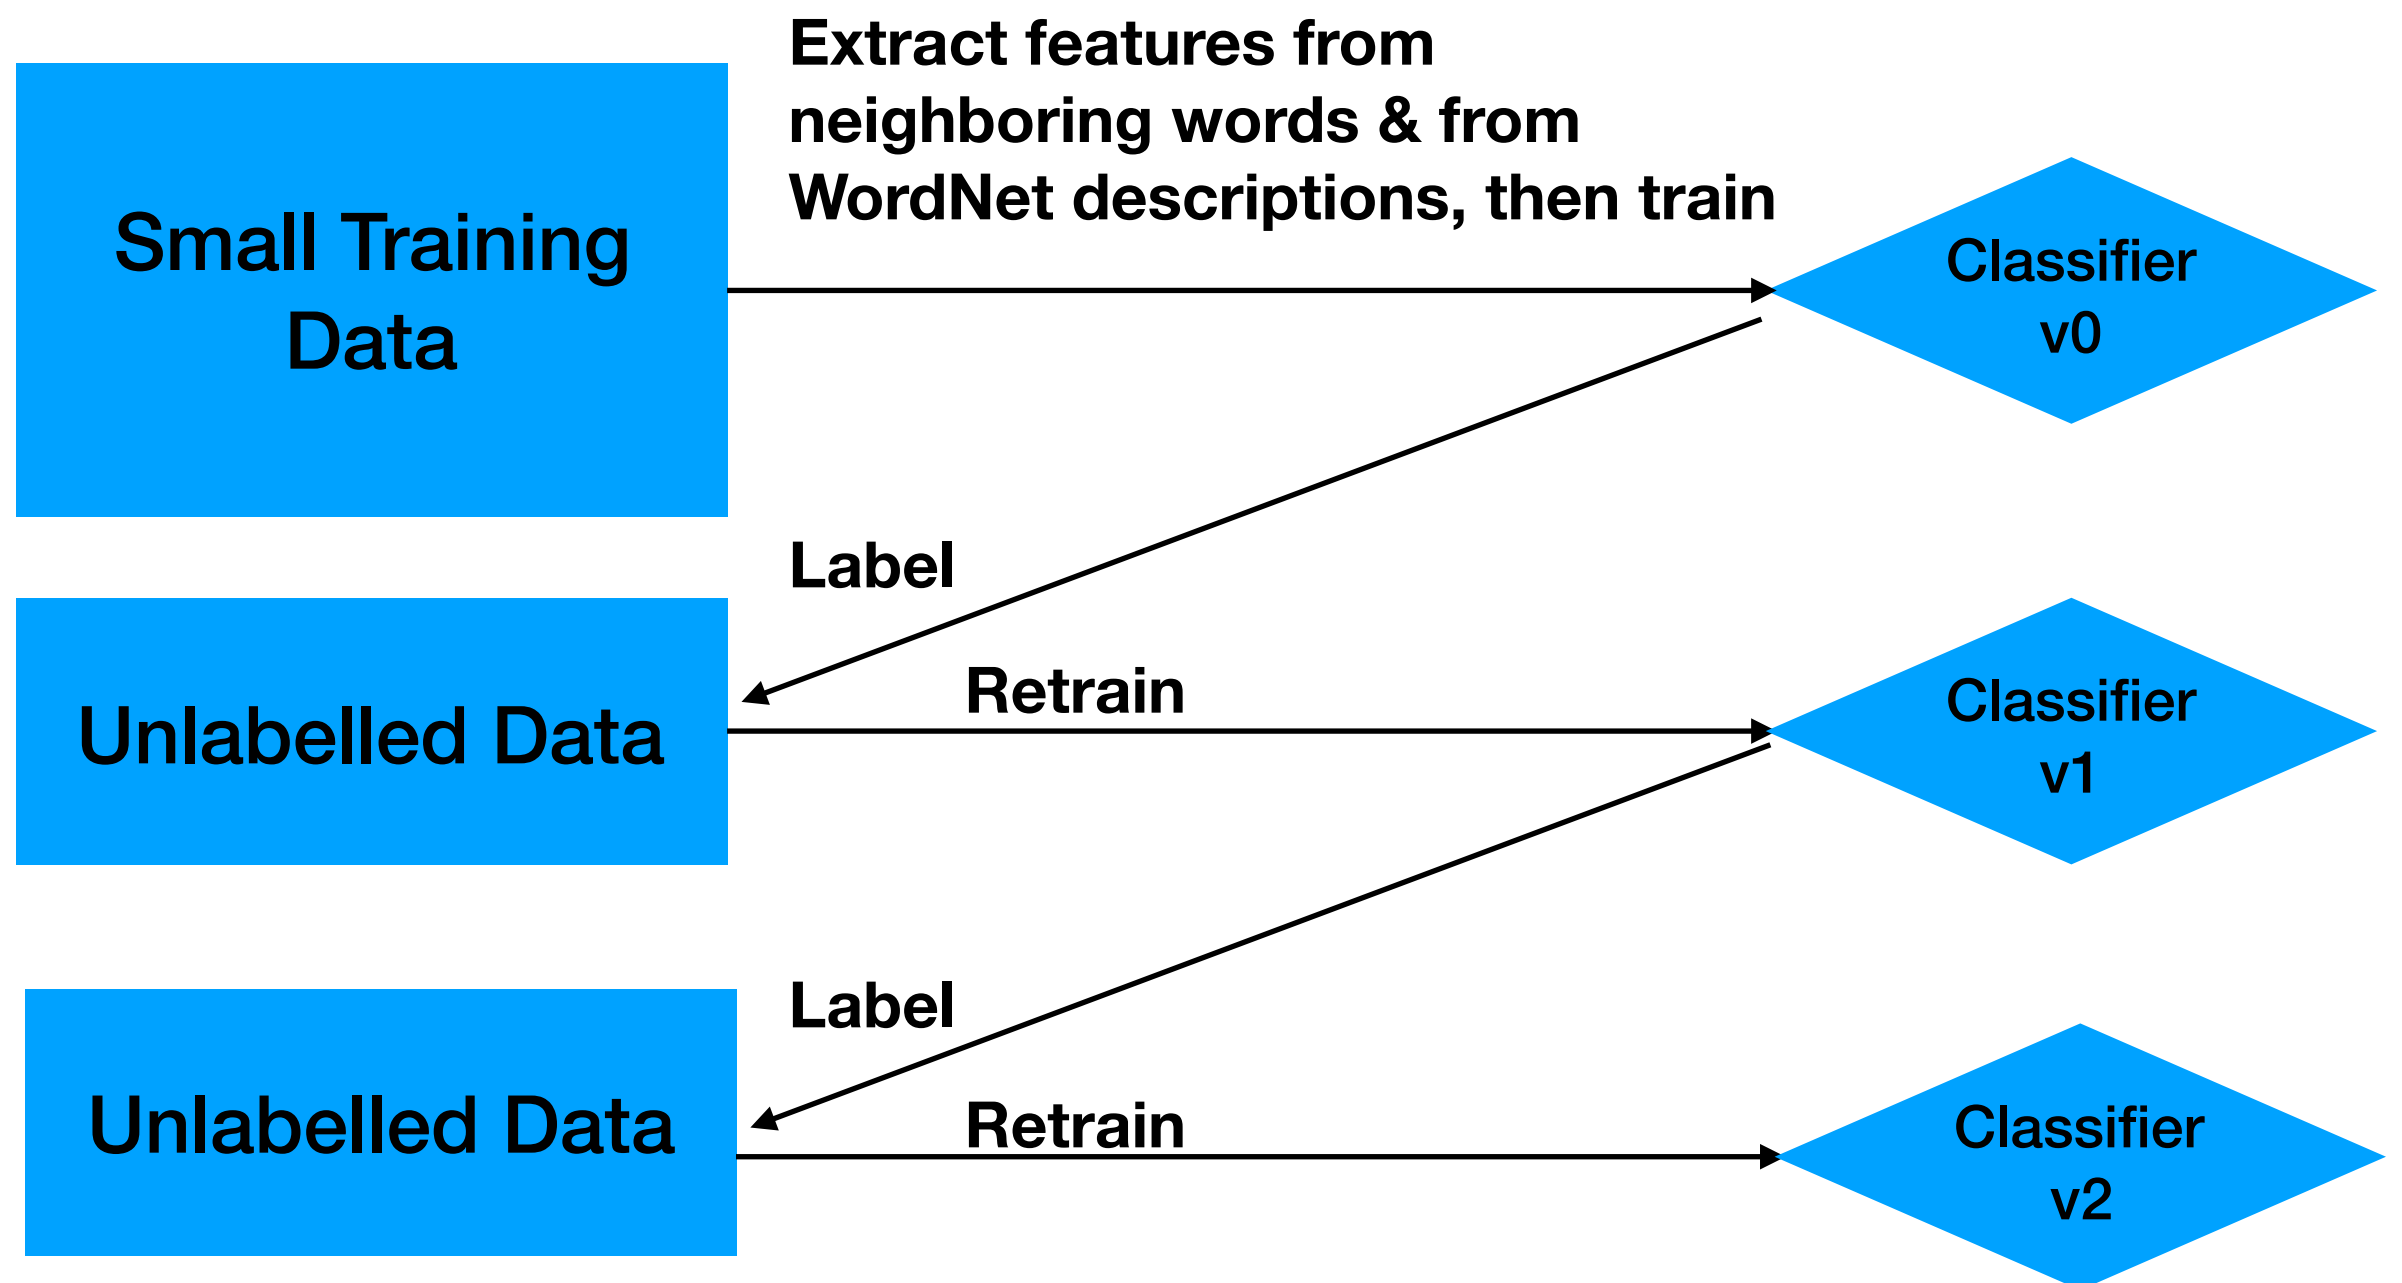 Extract features from
neighboring words & from
WordNet descriptions, then train
Small Training
Data
Classifier
v0
Label
Retrain
Unlabelled Data
Classifier
v1
Label
Retrain
Unlabelled Data
Classifier
v2